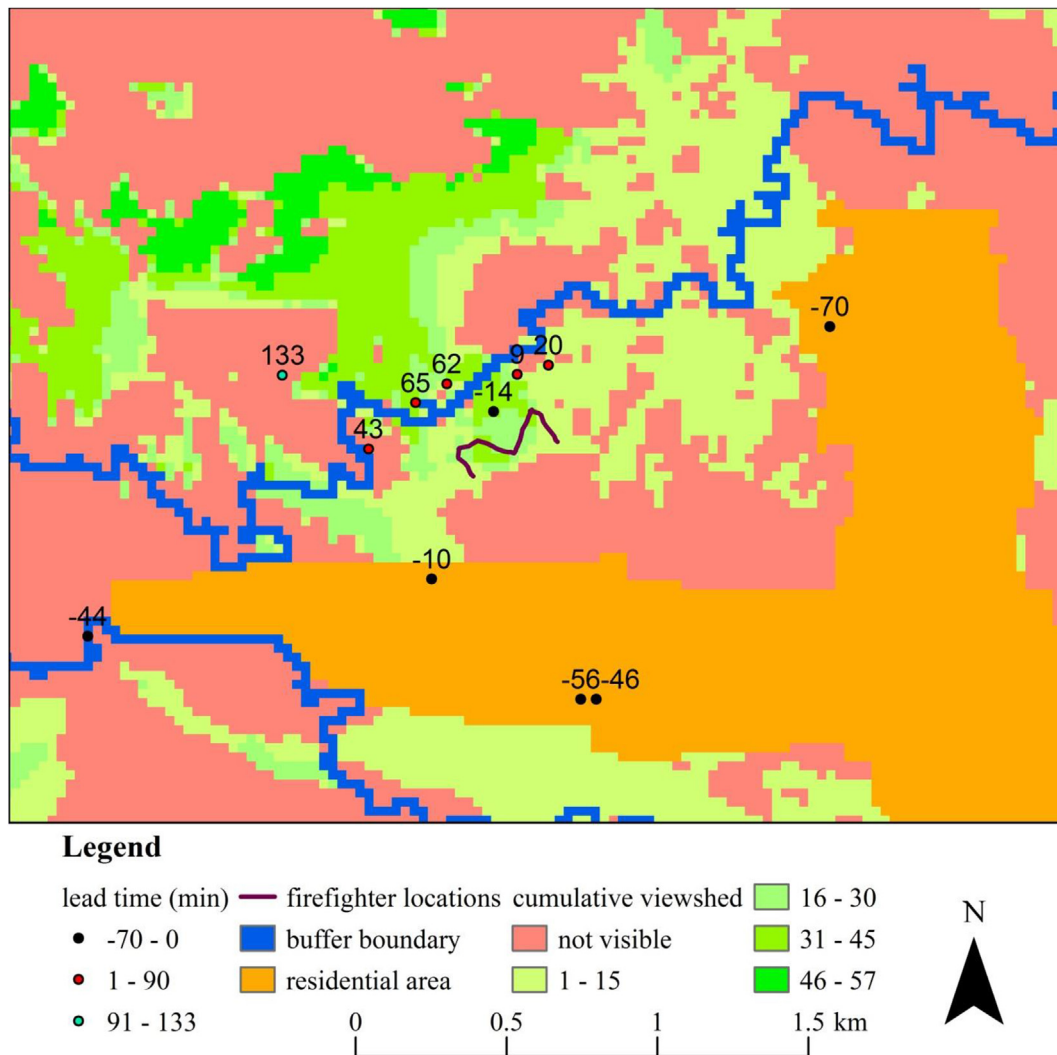 -70
133
62
9 20
65
-14
43
-10
-44
-56 -46
Legend
lead time (min) firefighter locations cumulative viewshed 16 - 30
-70 - 0 buffer boundary not visible 31 - 45
1 - 90 residential area 1 - 15 46 - 57
91 - 133
N
0 0.5 1 1.5 km